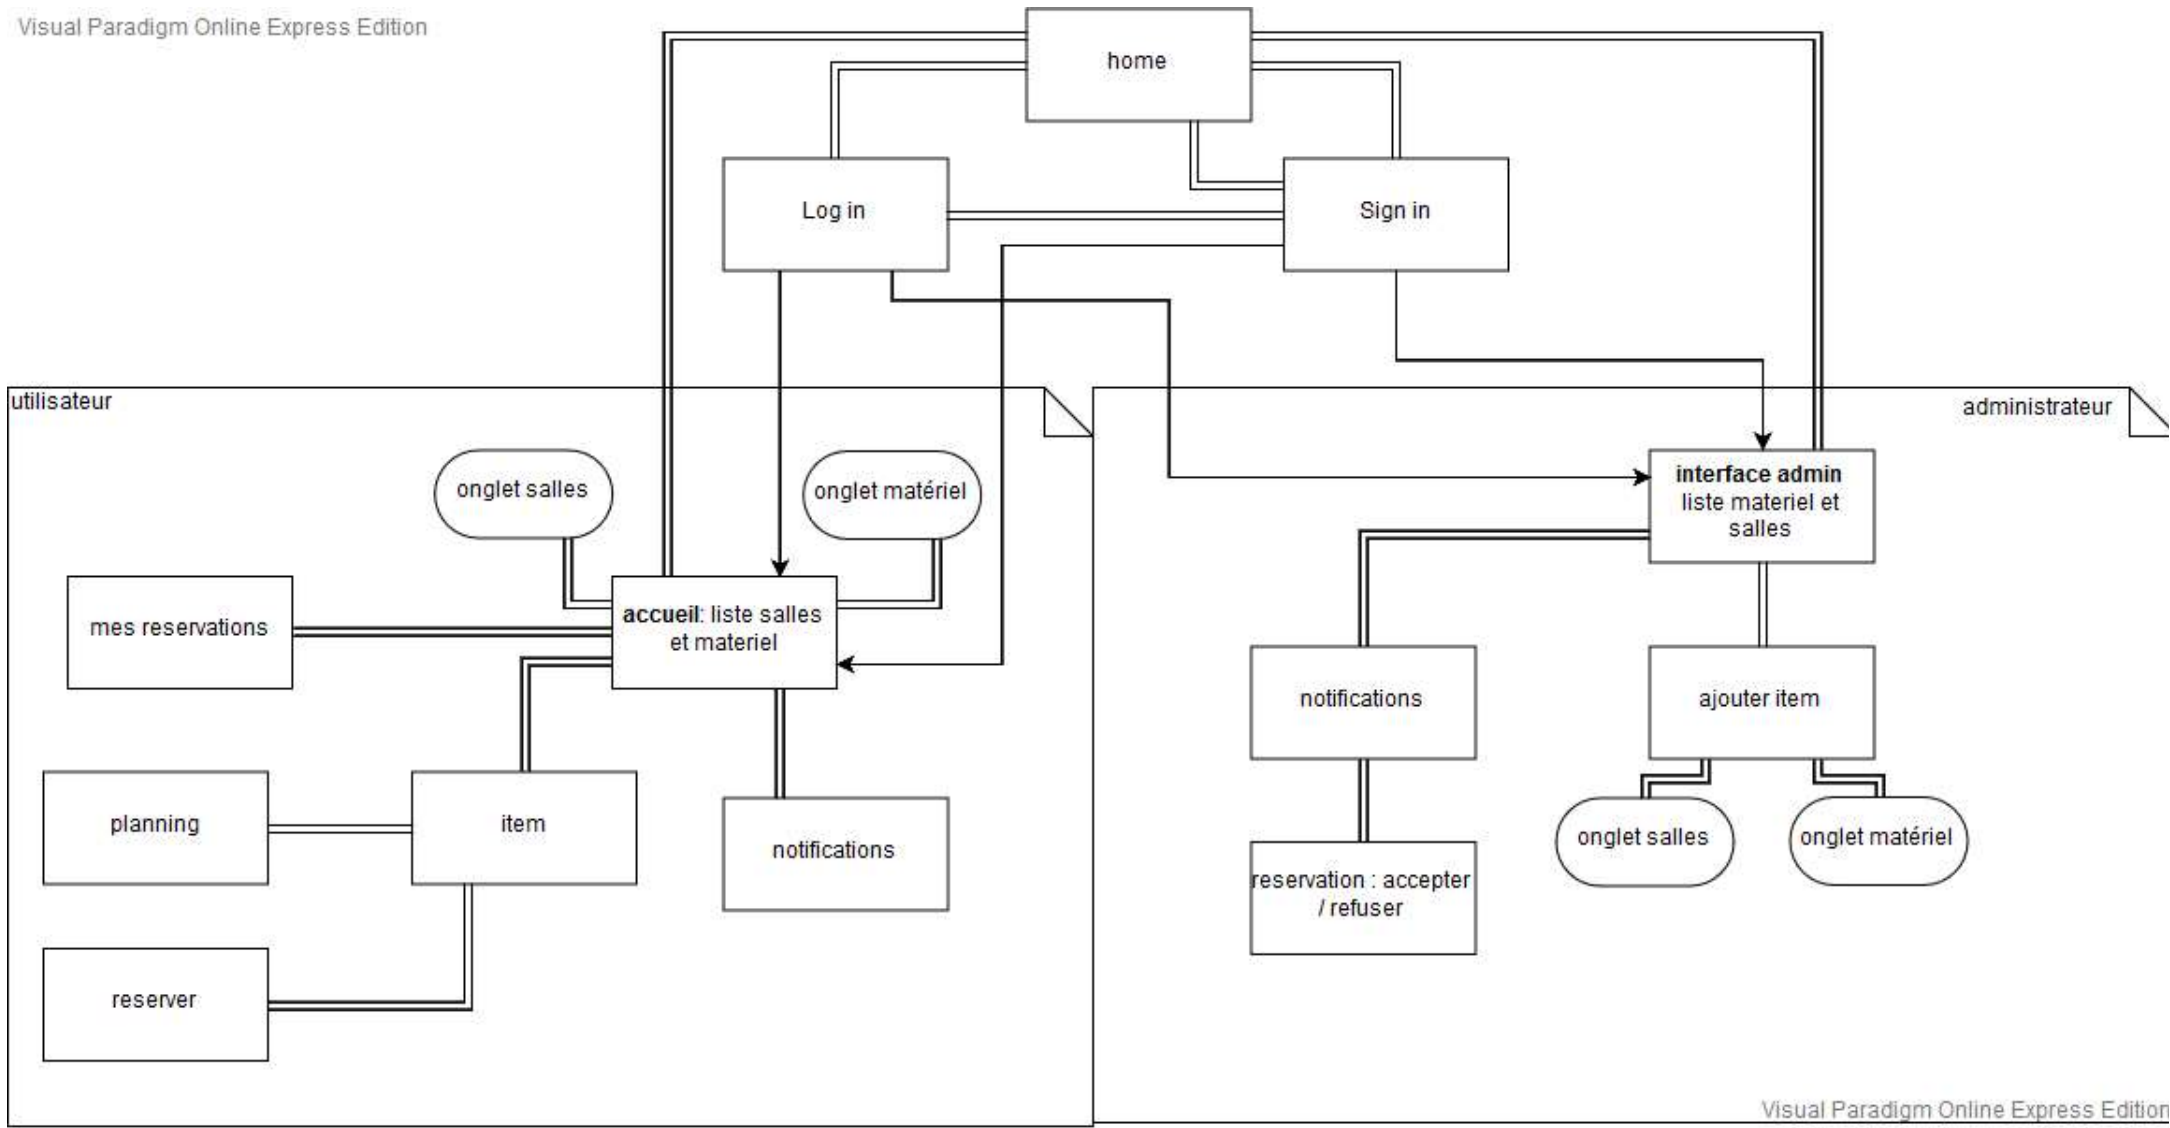 Visual Paradigm Online Express Edition
home
Log in
Sign in
utilisateur
administrateur
onglet salles
onglet matériel
interface admin
liste materiel et
salles
mes reservations
accueil: liste salles
et materiel
notifications
ajouter item
planning
item
notifications
onglet salles
onglet matériel
reservation : accepter
/ refuser
reserver
Visual Paradigm Online Express Edition